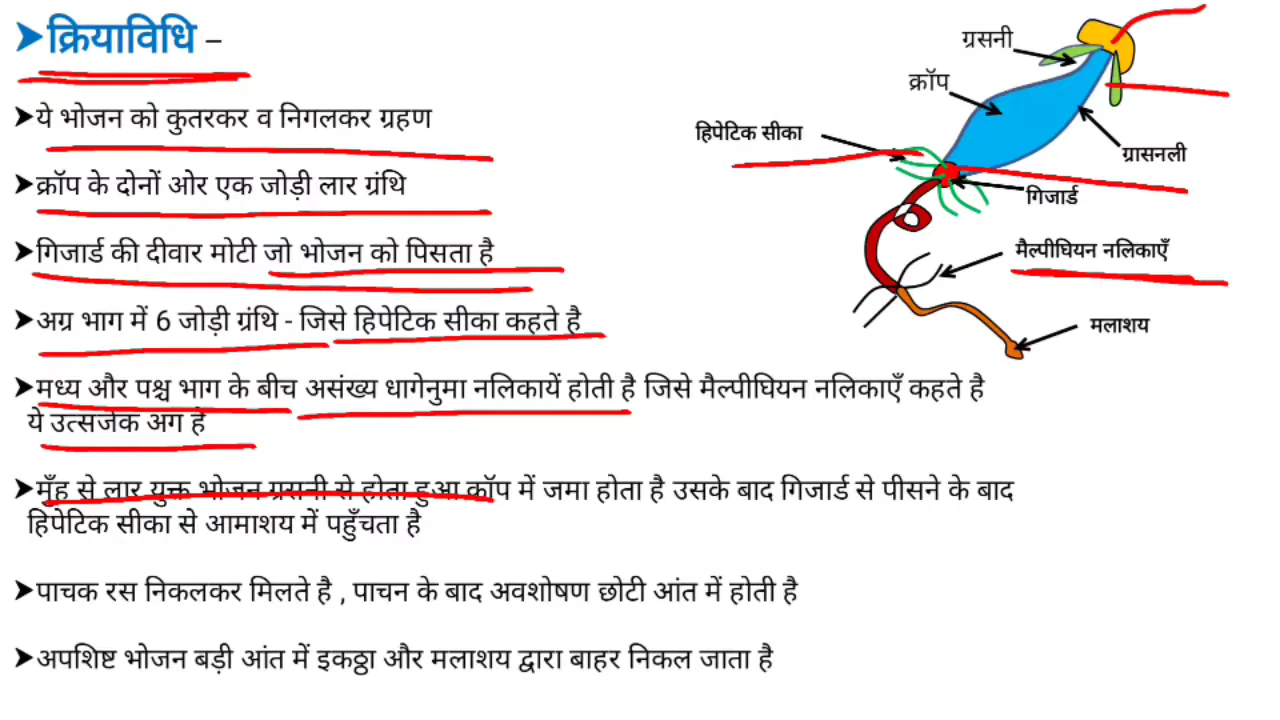 क्रियाविधि –
ये भोजन को कुतरकर व निगलकर ग्रहण
क्रॉप के दोनों ओर एक जोड़ी लार ग्रंथि
गिजार्ड की दीवार मोटी जो भोजन को पिसता है
अग्र भाग में 6 जोड़ी ग्रंथि - जिसे हिपेटिक सीका कहते है
मध्य और पश्च भाग के बीच असंख्य धागेनुमा नलिकायें होती है जिसे मैल्पीघियन नलिकाएँ कहते है
ये उत्सर्जक अंग है
मुँह से लार युक्त भोजन ग्रसनी से होता हुआ क्रॉप में जमा होता है उसके बाद गिजार्ड से पीसने के बाद
हिपेटिक सीका से आमाशय में पहुँचता है
पाचक रस निकलकर मिलते है , पाचन के बाद अवशोषण छोटी आंत में होती है
अपशिष्ट भोजन बड़ी आंत में इकठ्ठा और मलाशय द्वारा बाहर निकल जाता है
ग्रसनी
क्रॉप
हिपेटिक सीका
ग्रासनली
गिजार्ड
मैल्पीघियन नलिकाएँ
मलाशय